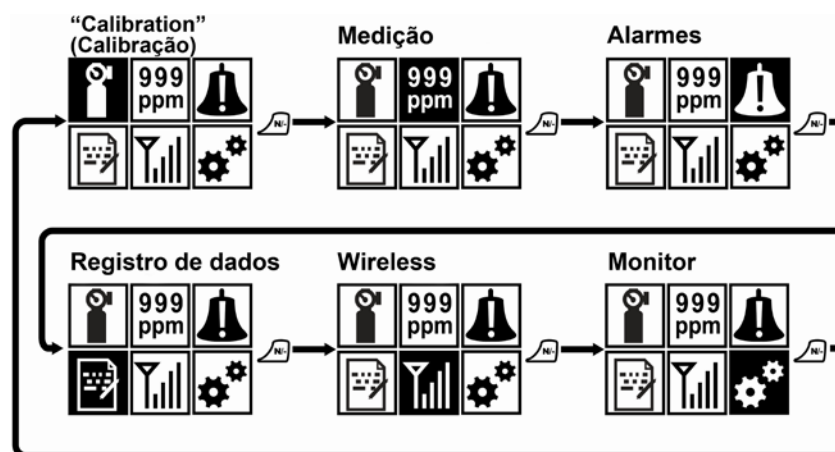 “Calibration”
(Calibração)
Medição
Alarmes
999
ppm
999
ppm
999
ppm
N/-
N/-
N/-
Registro de dados
Wireless
Monitor
999
ppm
999
ppm
999
ppm
N/-
N/-
N/-